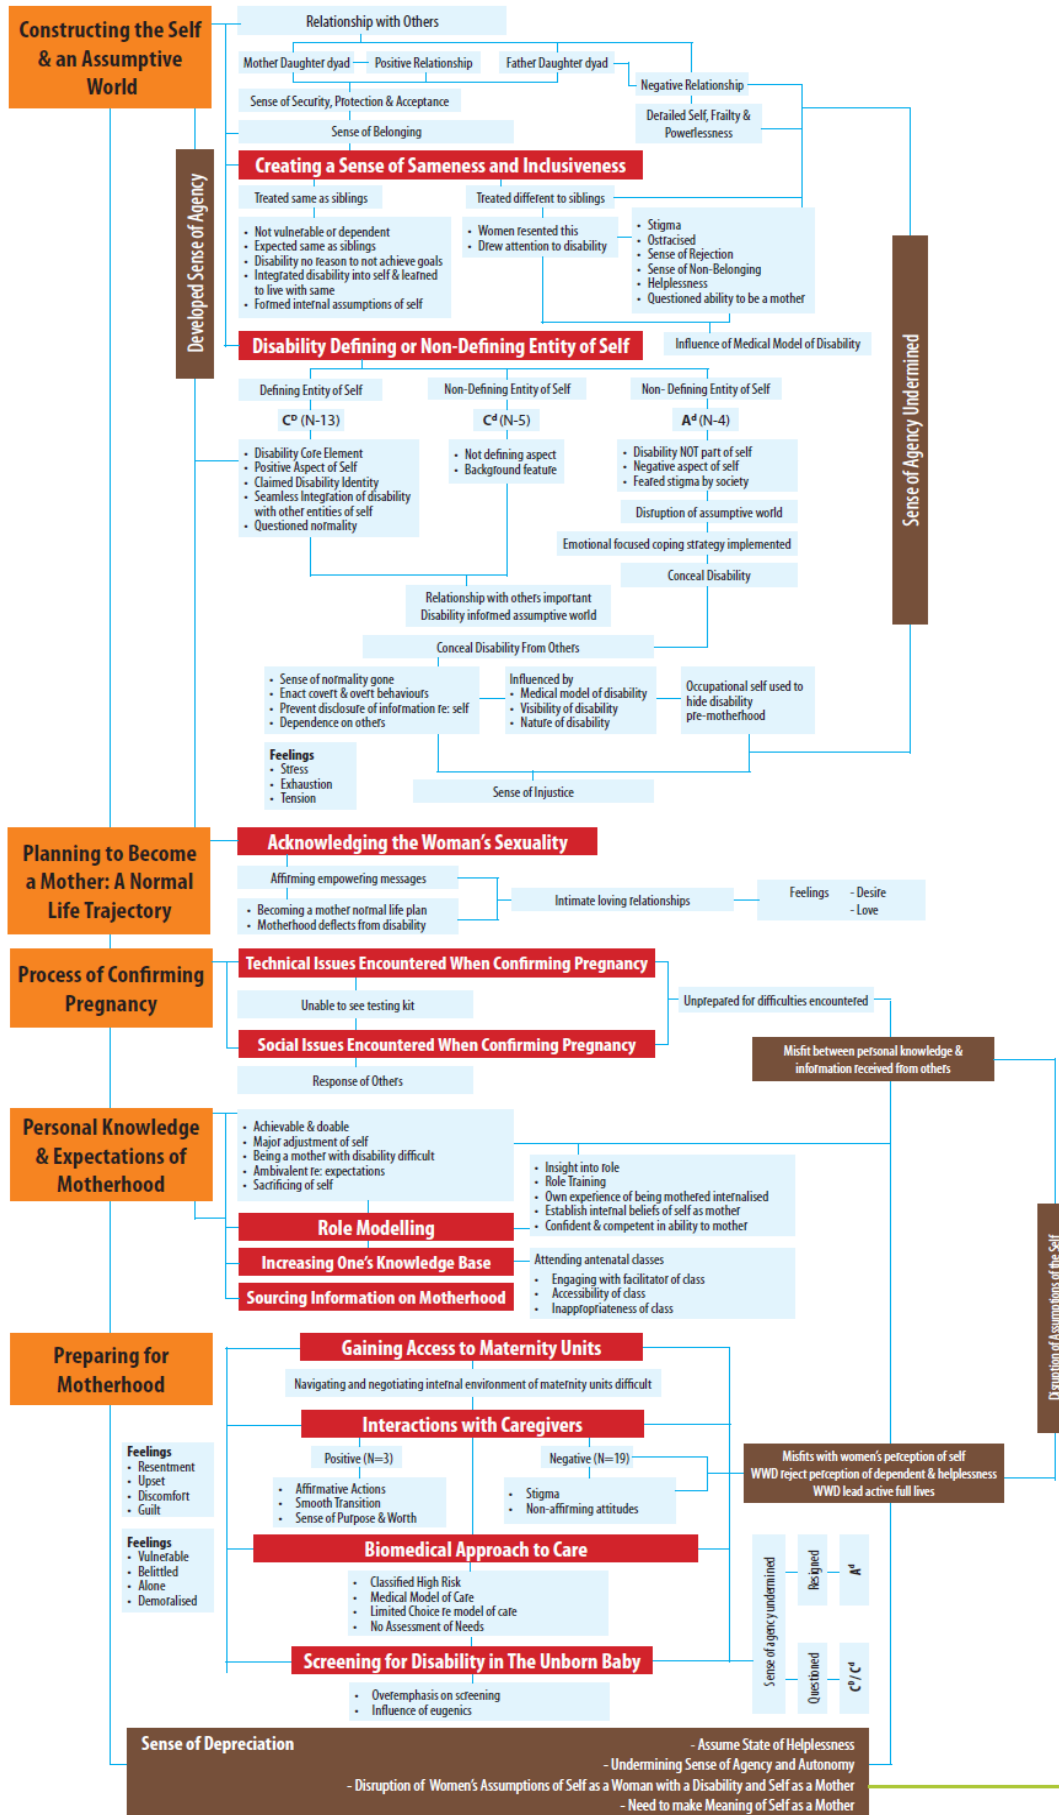 Constructing the Self
& an Assumptive
World
Relationship with Others
Mother Daughter dyad
Positive Relationship
Father Daughter dyad
Negative Relationship
Sense of Security, Protection & Acceptance
Derailed Self, Frailty &
Powerlessness
Sense of Belonging
Developed Sense of Agency
Creating a Sense of Sameness and Inclusiveness
Treated same as siblings
Treated different to siblings
• Not vulnerable or dependent
• Expected same as siblings
• Disability no reason to not achieve goals
• Integrated disability into self & learned
to live with same
• Formed internal assumptions of self
• Women resented this
• Drew attention to disability
• Stigma
• Ostracised
• Sense of Rejection
• Sense of Non-Belonging
• Helplessness
• Questioned ability to be a mother
Influence of Medical Model of Disability
Sense of Agency Undermined
Disability Defining or Non-Defining Entity of Self
Defining Entity of Self
Non-Defining Entity of Self
Non- Defining Entity of Self
Cᴰ (N-13)
Cᵈ (N-5)
Aᵈ (N-4)
• Disability Core Element
• Positive Aspect of Self
• Claimed Disability Identity
• Seamless Integration of disability
with other entities of self
• Questioned normality
• Not defining aspect
• Background feature
• Disability NOT part of self
• Negative aspect of self
• Feared stigma by society
Disruption of assumptive world
Emotional focused coping strategy implemented
Conceal Disability
Relationship with others important
Disability informed assumptive world
Conceal Disability From Others
• Sense of normality gone
• Enact covert & overt behaviours
• Prevent disclosure of information re: self
• Dependence on others
Influenced by
• Medical model of disability
• Visibility of disability
• Nature of disability
Occupational self used to
hide disability
pre-motherhood
Feelings
• Stress
• Exhaustion
• Tension
Sense of Injustice
Planning to Become
a Mother: A Normal
Life Trajectory
Acknowledging the Woman's Sexuality
Affirming empowering messages
• Becoming a mother normal life plan
• Motherhood deflects from disability
Intimate loving relationships
Feelings - Desire
- Love
Process of Confirming
Pregnancy
Technical Issues Encountered When Confirming Pregnancy
Unable to see testing kit
Unprepared for difficulties encountered
Social Issues Encountered When Confirming Pregnancy
Response of Others
Misfit between personal knowledge &
information received from others
Personal Knowledge
& Expectations of
Motherhood
• Achievable & doable
• Major adjustment of self
• Being a mother with disability difficult
• Ambivalent re: expectations
• Sacrificing of self
• Insight into role
• Role Training
• Own experience of being mothered internalised
• Establish internal beliefs of self as mother
• Confident & competent in ability to mother
Role Modelling
Increasing One's Knowledge Base
Sourcing Information on Motherhood
Attending antenatal classes
• Engaging with facilitator of class
• Accessibility of class
• Inappropriateness of class
Disruption of Assumptions of the Self
Preparing for
Motherhood
Gaining Access to Maternity Units
Navigating and negotiating internal environment of maternity units difficult
Interactions with Caregivers
Positive (N=3)
Negative (N=19)
• Affirmative Actions
• Smooth Transition
• Sense of Purpose & Worth
• Stigma
• Non-affirming attitudes
Misfits with women's perception of self
WWD reject perception of dependent & helplessness
WWD lead active full lives
Feelings
• Resentment
• Upset
• Discomfort
• Guilt
Feelings
• Vulnerable
• Belittled
• Alone
• Demoralised
Biomedical Approach to Care
• Classified High Risk
• Medical Model of Care
• Limited Choice re model of care
• No Assessment of Needs
Sense of agency undermined
Resigned
Aᵈ
Questioned
Cᴰ/ Cᵈ
Screening for Disability in The Unborn Baby
• Overemphasis on screening
• Influence of eugenics
Sense of Depreciation
- Assume State of Helplessness
- Undermining Sense of Agency and Autonomy
- Disruption of Women's Assumptions of Self as a Woman with a Disability and Self as a Mother
- Need to make Meaning of Self as a Mother